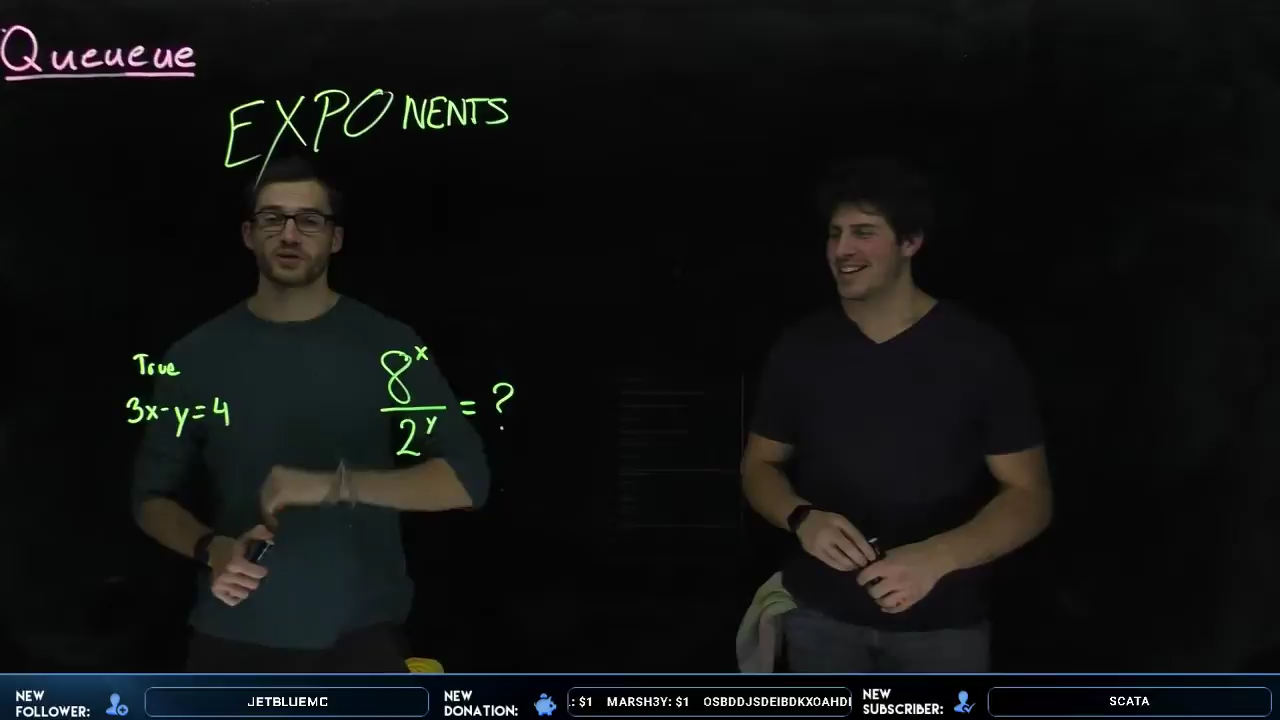 Queueue
EXPONENTS
True
3x-y=4
8^x
2^y
= ?
NEW FOLLOWER:
JETBLUEMC
NEW DONATION:
: $1 MARSH3Y: $1 OSBDDJSDEIBDKXOAHDI
NEW SUBSCRIBER:
SCATA